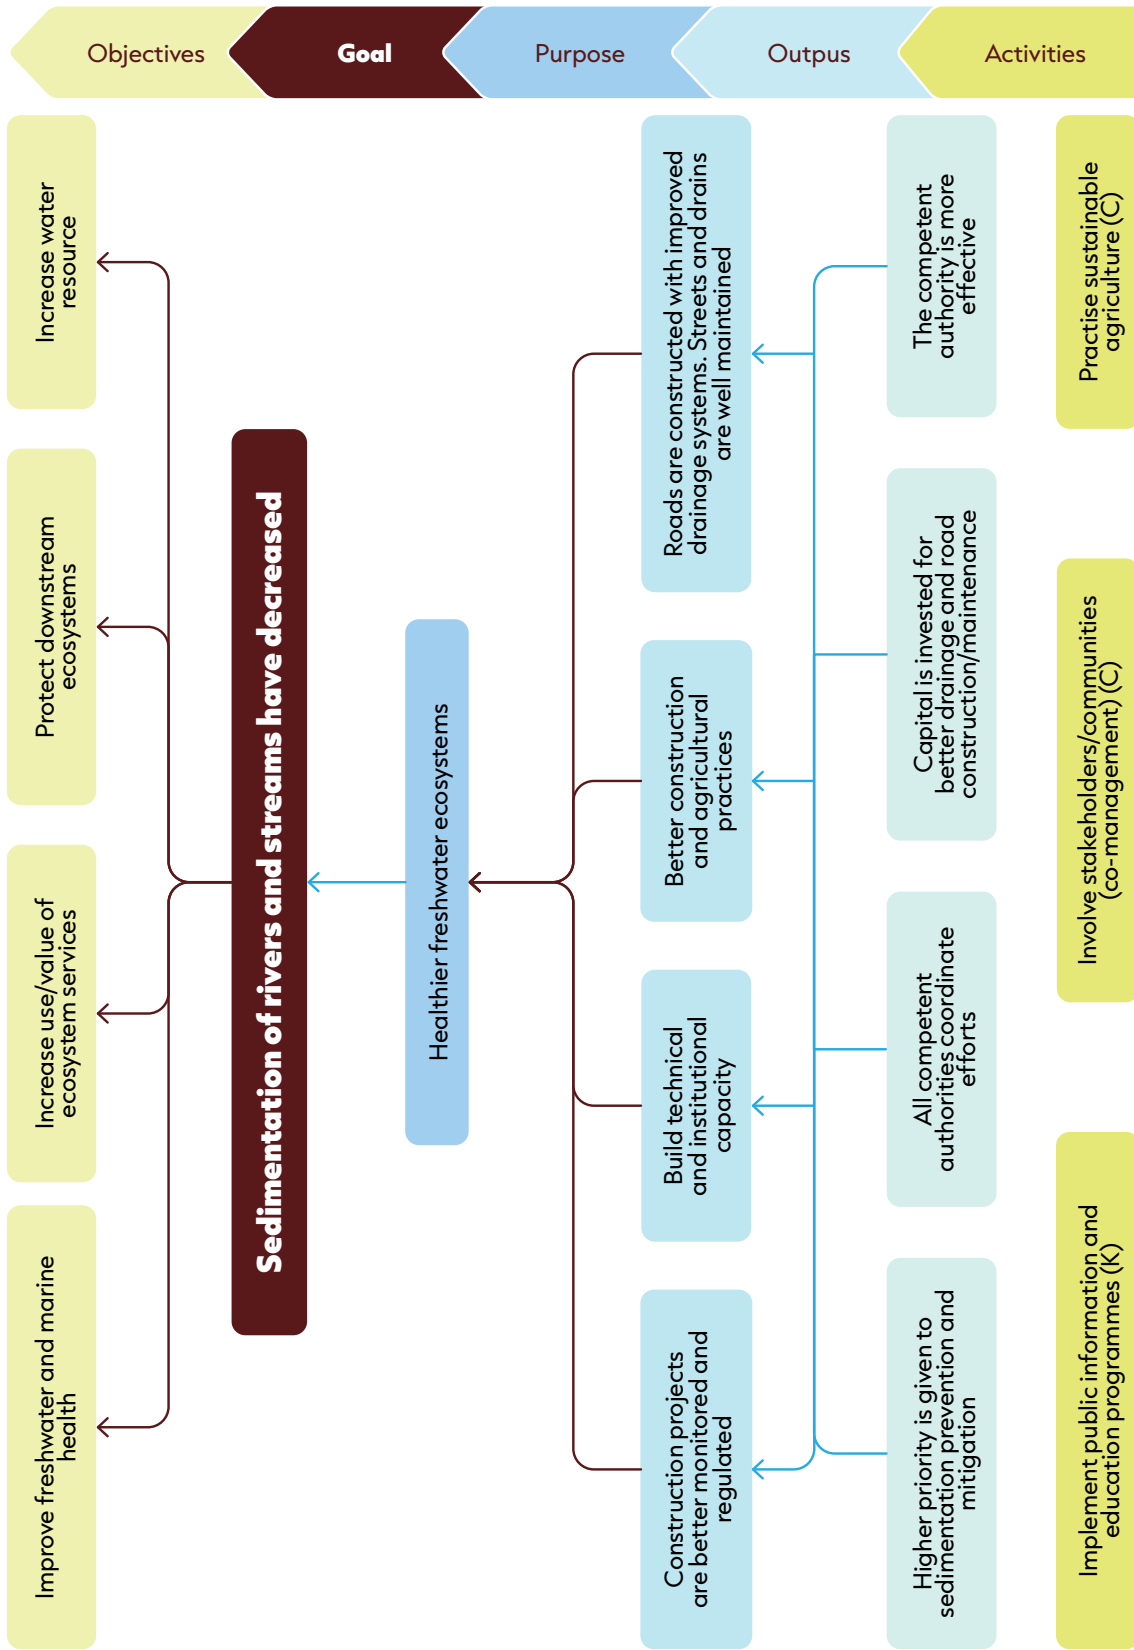 Objectives
Goal
Purpose
Outpus
Activities
Improve freshwater and marine
health
Increase use/value of
ecosystem services
Protect downstream
ecosystems
Increase water
resource
Sedimentation of rivers and streams have decreased
Healthier freshwater ecosystems
Construction projects
are better monitored and
regulated
Build technical
and institutional
capacity
Better construction
and agricultural
practices
Roads are constructed with improved
drainage systems. Streets and drains
are well maintained
Higher priority is given to
sedimentation prevention and
mitigation
All competent
authorities coordinate
efforts
Capital is invested for
better drainage and road
construction/maintenance
The competent
authority is more
effective
Implement public information and
education programmes (K)
Involve stakeholders/communities
(co-management) (C)
Practise sustainable
agriculture (C)